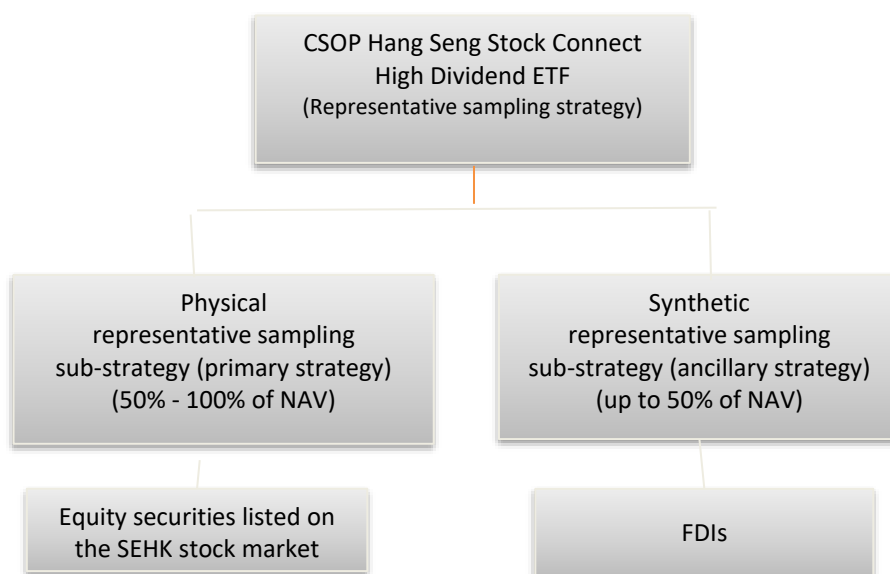 CSOP Hang Seng Stock Connect
High Dividend ETF
(Representative sampling strategy)
Physical
representative sampling
sub-strategy (primary strategy)
(50% - 100% of NAV)
Synthetic
representative sampling
sub-strategy (ancillary strategy)
(up to 50% of NAV)
Equity securities listed on
the SEHK stock market
FDIs